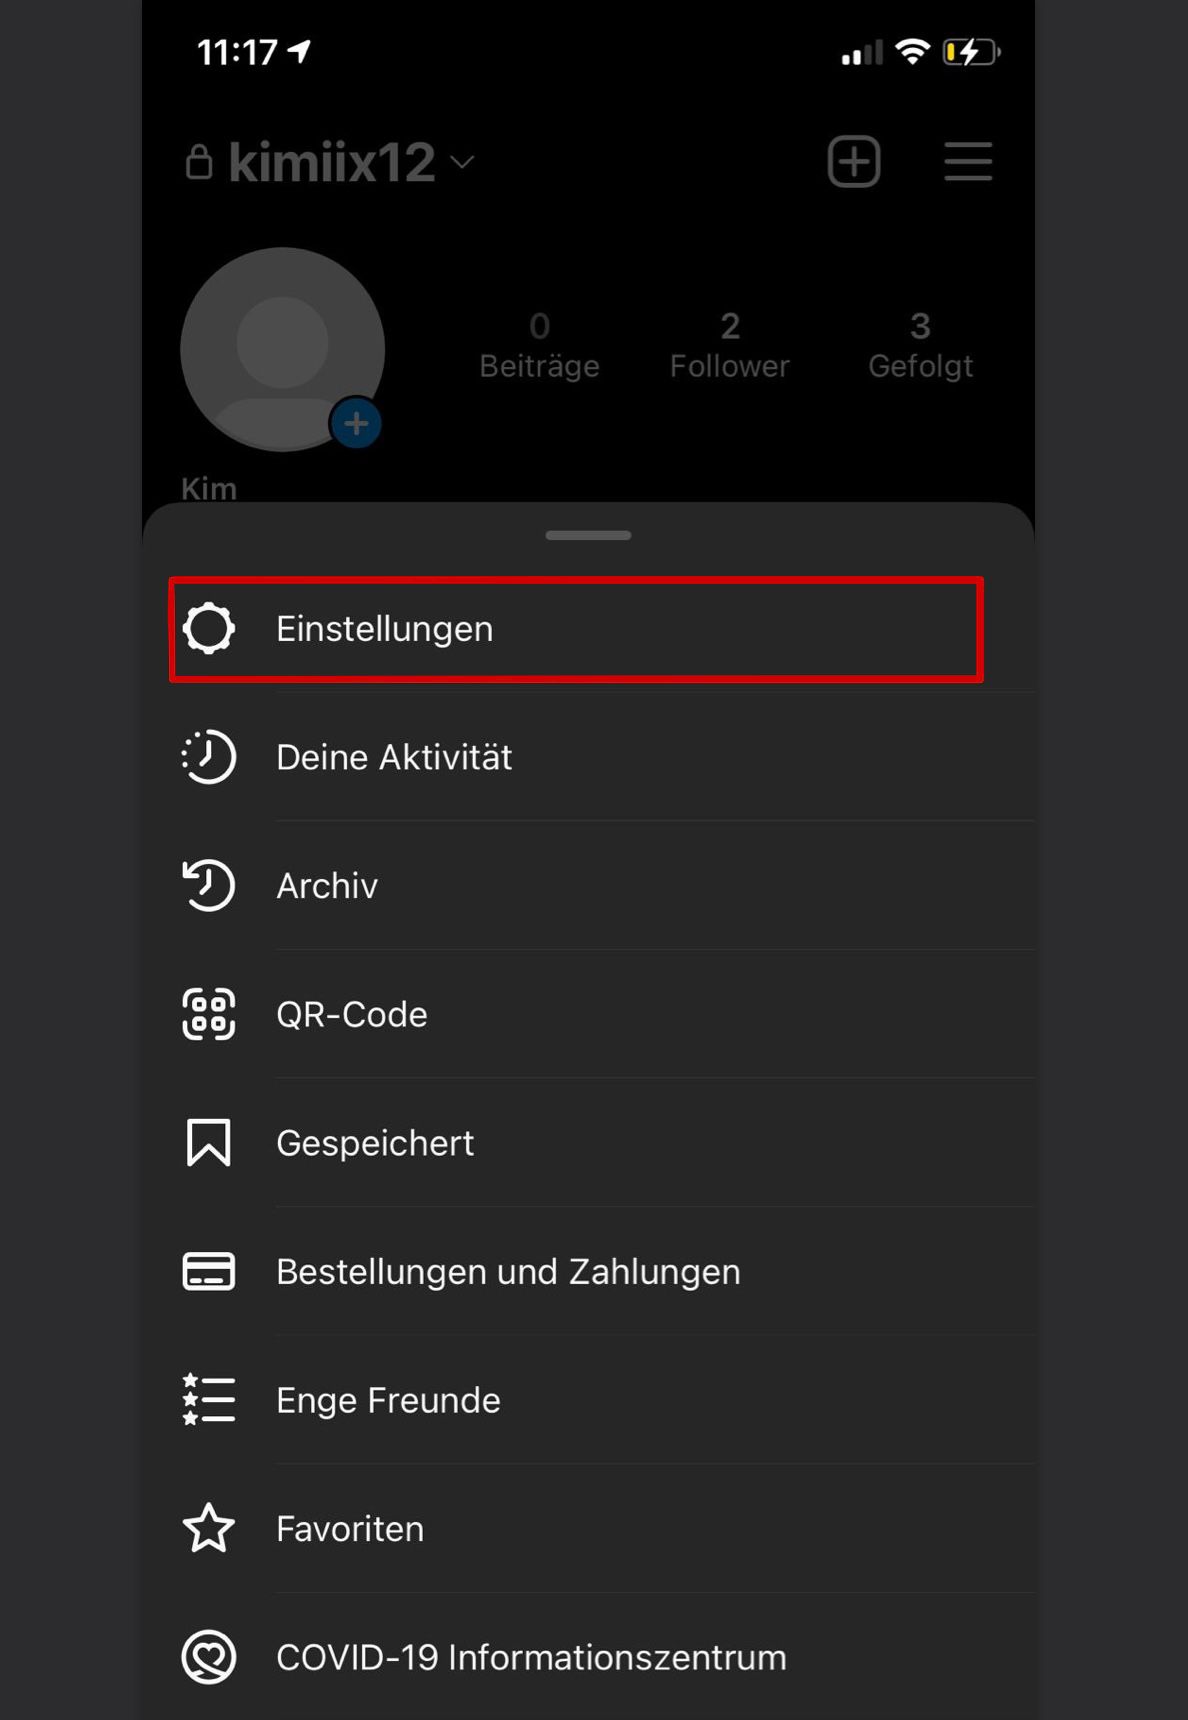 11:17
kimiix12
0 2 3
Beiträge Follower Gefolgt
Kim
Einstellungen
Deine Aktivität
Archiv
QR-Code
Gespeichert
Bestellungen und Zahlungen
Enge Freunde
Favoriten
COVID-19 Informationszentrum